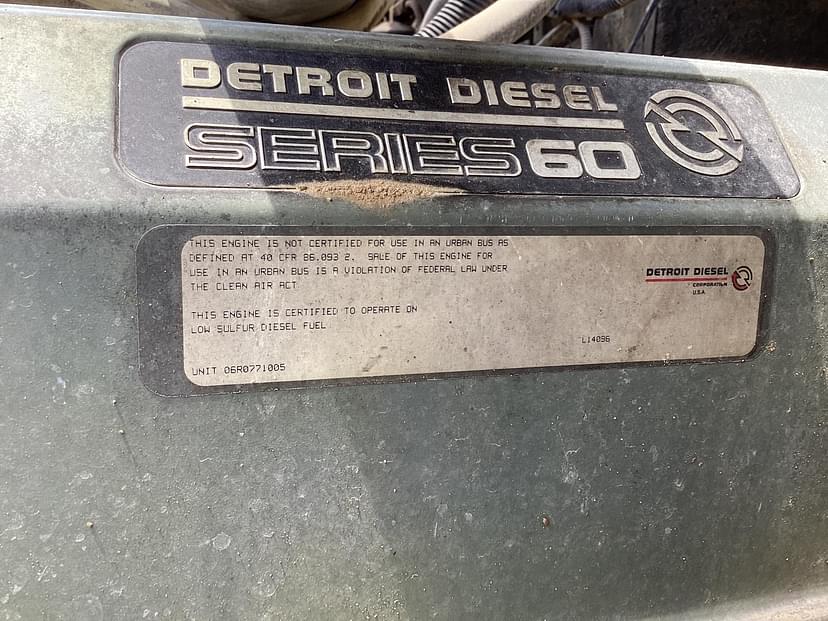 DETROIT DIESEL
SERIES 60
THIS ENGINE IS NOT CERTIFIED FOR USE IN AN URBAN BUS AS
DEFINED AT 40 CFR 86.093 2. SALE OF THIS ENGINE FOR
USE IN AN URBAN BUS IS A VIOLATION OF FEDERAL LAW UNDER
THE CLEAN AIR ACT
THIS ENGINE IS CERTIFIED TO OPERATE ON
LOW SULFUR DIESEL FUEL
UNIT 06R0771005
L14096
DETROIT DIESEL
CORPORATION
U.S.A.